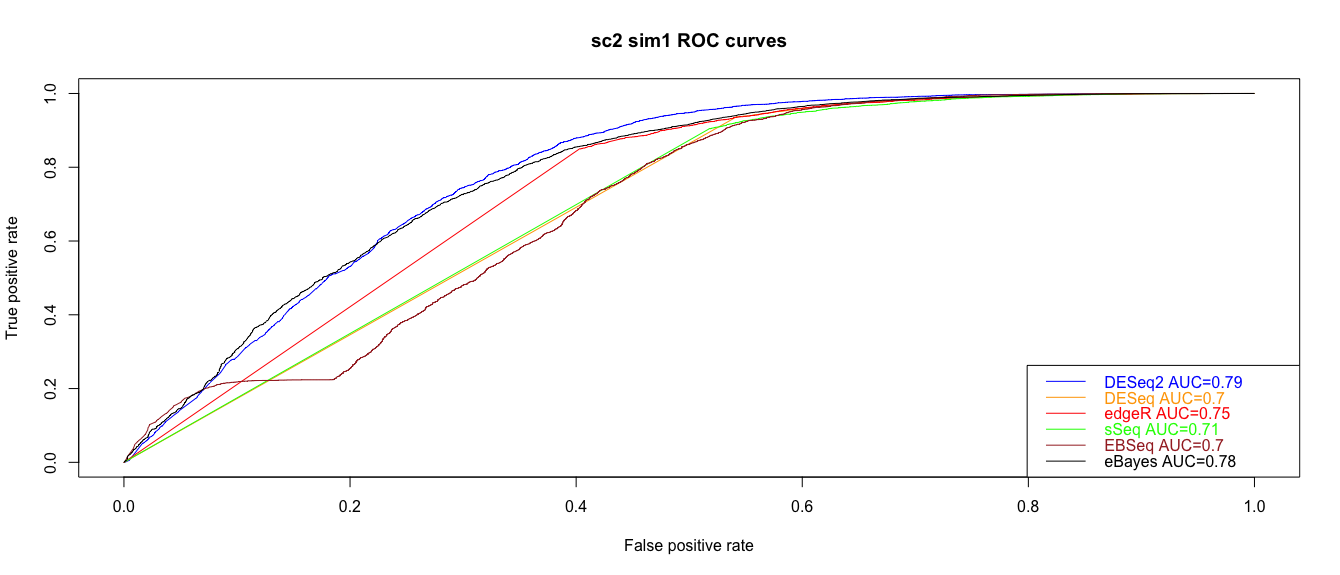 sc2 sim1 ROC curves
True positive rate
1.0
0.8
0.6
0.4
0.2
0.0
DESeq2 AUC=0.79
DESeq AUC=0.7
edgeR AUC=0.75
sSeq AUC=0.71
EBSeq AUC=0.7
eBayes AUC=0.78
0.0 0.2 0.4 0.6 0.8 1.0
False positive rate